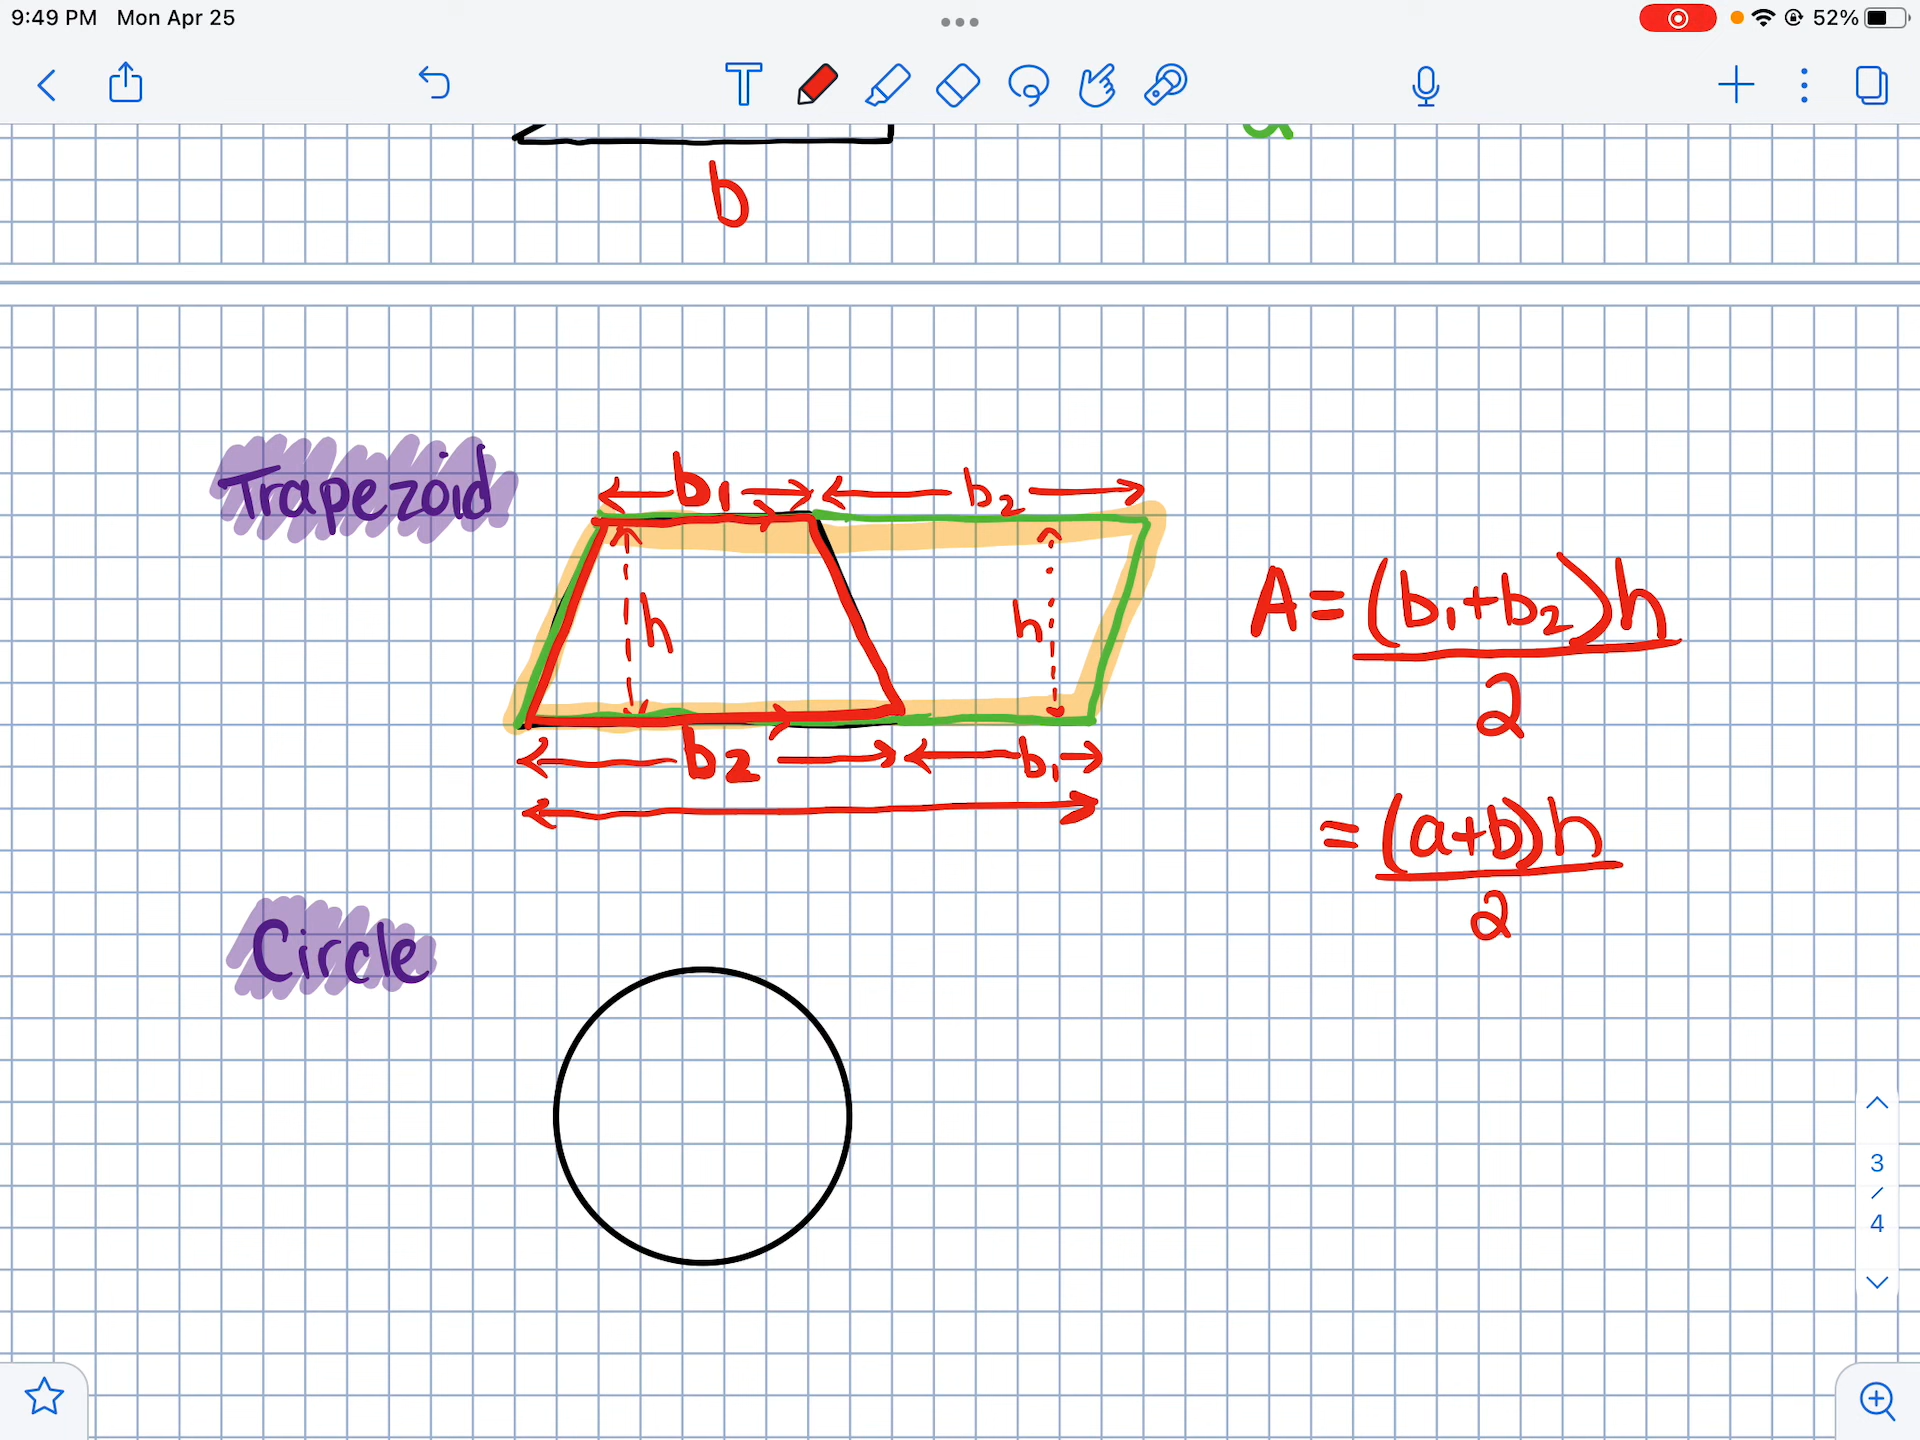 9:49 PM Mon Apr 25
52%
T
b
Trapezoid
b₁ b₂
h h
b₂ b₁
A = (b₁+b₂)h
2
= (a+b)h
2
Circle
3
/
4